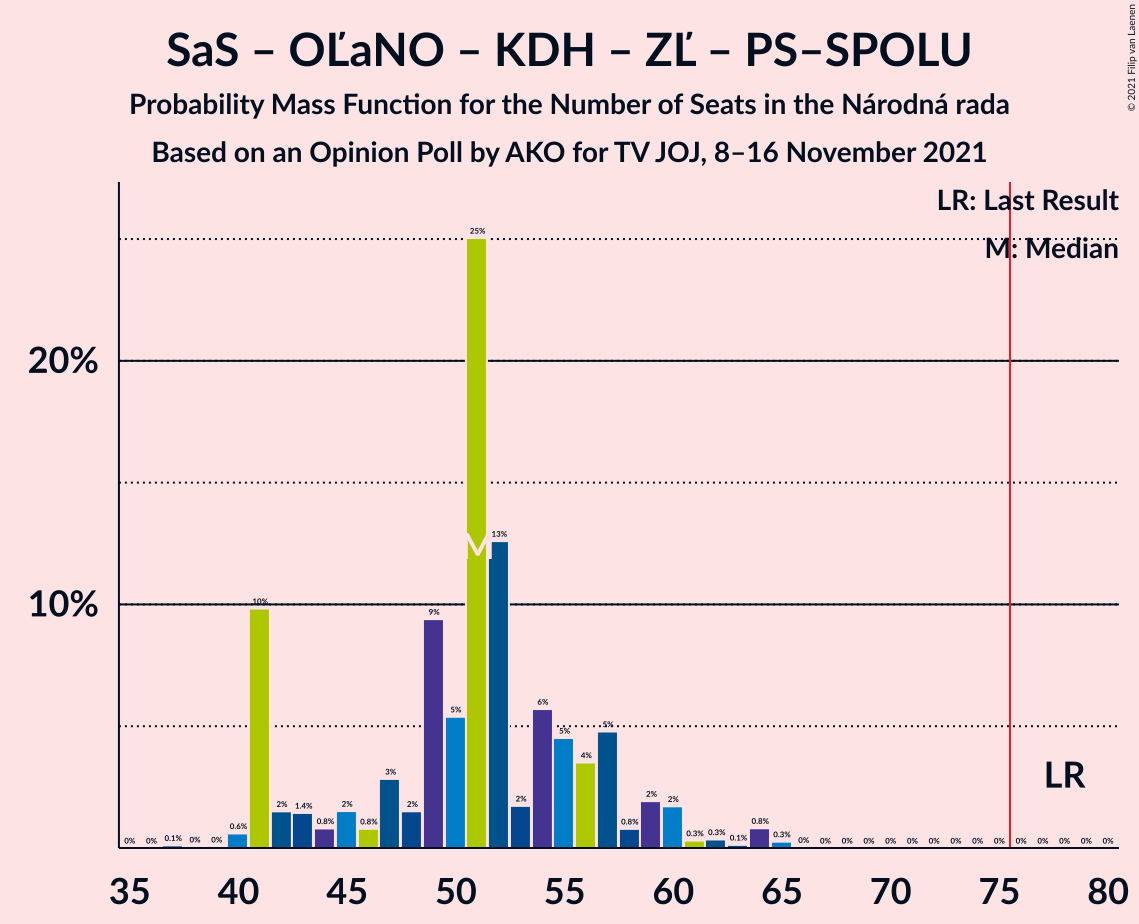 SaS – OĽaNO – KDH – ZĽ – PS–SPOLU
Probability Mass Function for the Number of Seats in the Národná rada
Based on an Opinion Poll by AKO for TV JOJ, 8–16 November 2021
© 2021 Filip van Laenen
LR: Last Result
M: Median
20%
10%
0% 0% 0.1% 0% 0% 0.6% 10% 2% 1.4% 0.8% 2% 0.8% 3% 2% 9% 5% 25% 13% 2% 6% 5% 4% 5% 0.8% 2% 2% 0.3% 0.3% 0.1% 0.8% 0.3% 0% 0% 0% 0% 0% 0% 0% 0% 0% 0% 0% 0% 0% 0% 0%
M
LR
35 40 45 50 55 60 65 70 75 80